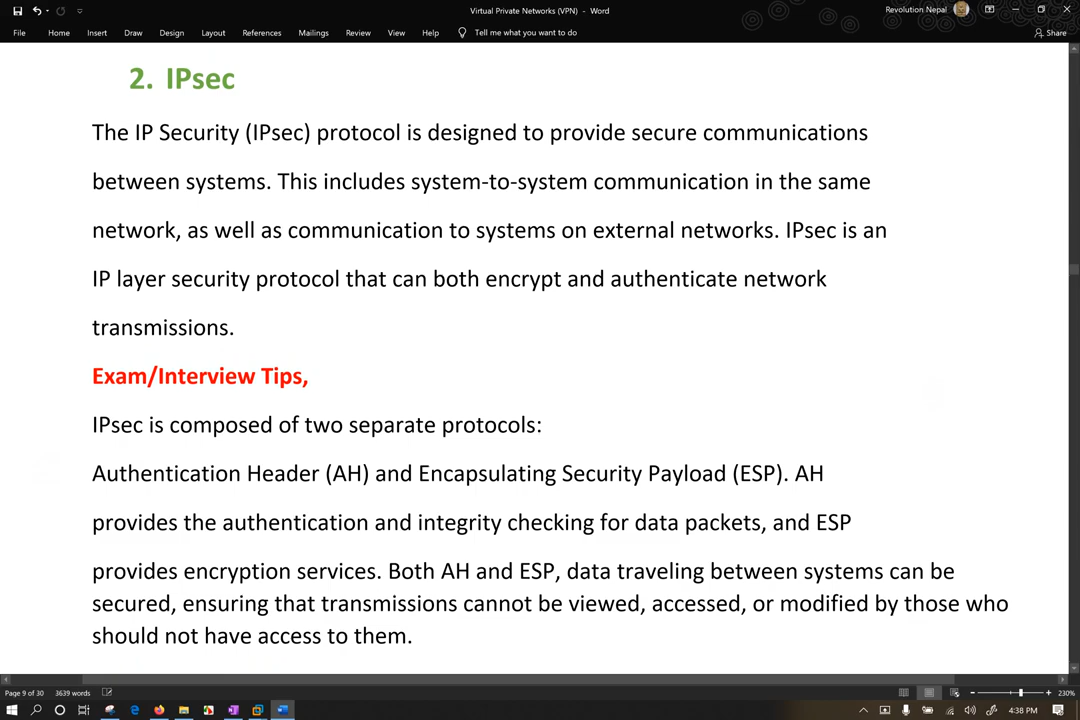 Virtual Private Networks (VPN) - Word
Revolution Nepal
File Home Insert Draw Design Layout References Mailings Review View Help Tell me what you want to do Share
2. IPsec
The IP Security (IPsec) protocol is designed to provide secure communications
between systems. This includes system-to-system communication in the same
network, as well as communication to systems on external networks. IPsec is an
IP layer security protocol that can both encrypt and authenticate network
transmissions.
Exam/Interview Tips,
IPsec is composed of two separate protocols:
Authentication Header (AH) and Encapsulating Security Payload (ESP). AH
provides the authentication and integrity checking for data packets, and ESP
provides encryption services. Both AH and ESP, data traveling between systems can be
secured, ensuring that transmissions cannot be viewed, accessed, or modified by those who
should not have access to them.
Page 9 of 30 3639 words 230%
4:38 PM